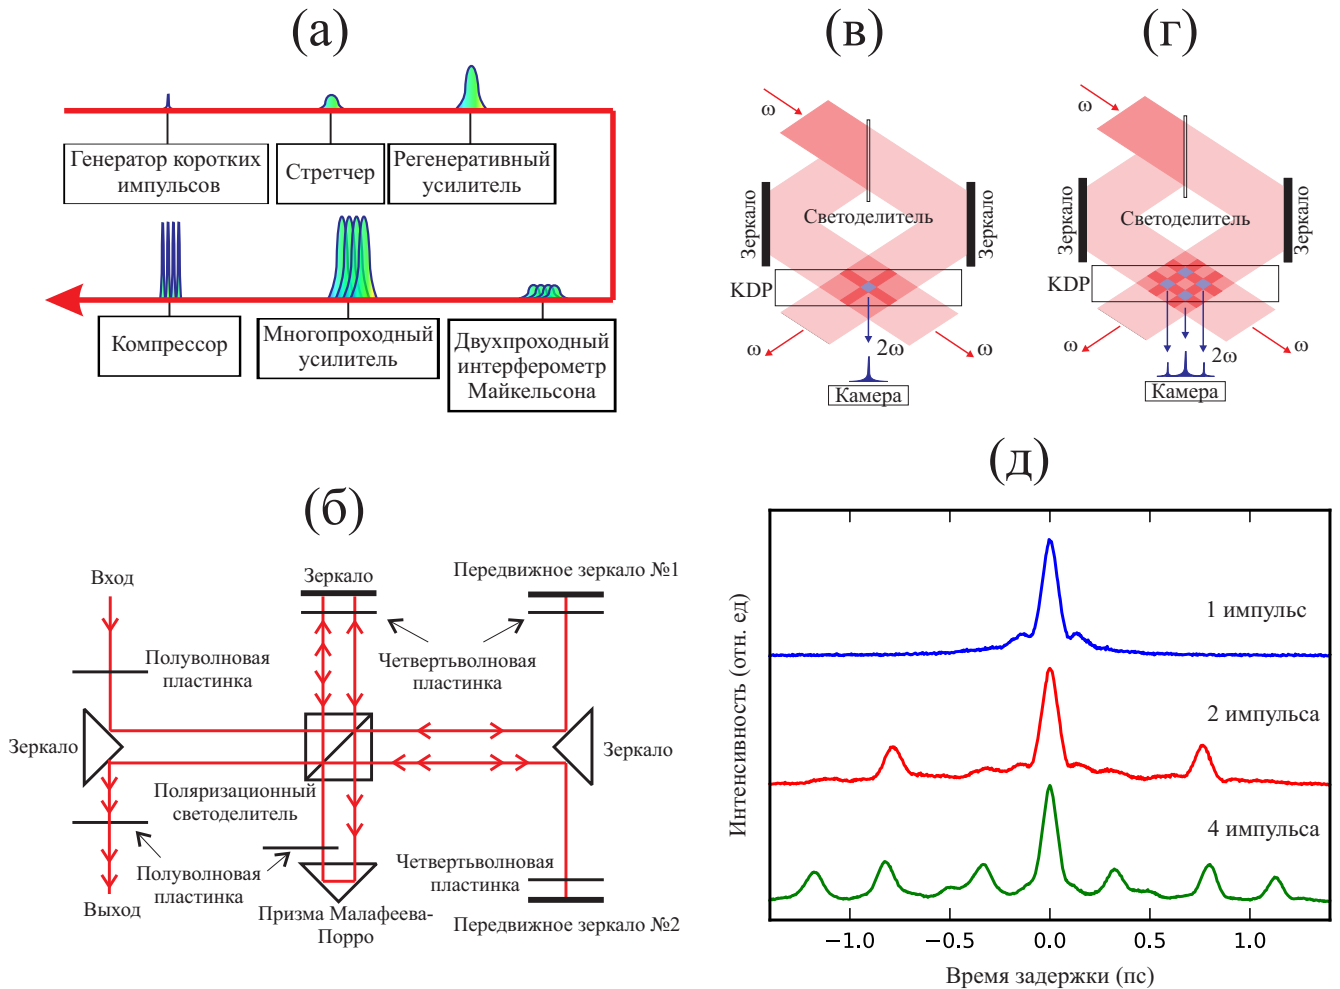 (а)
Генератор коротких
импульсов
Стретчер
Регенеративный
усилитель
Компрессор
Многопроходный
усилитель
Двухпроходный
интерферометр
Майкельсона
(в)
ω
Зеркало
Светоделитель
Зеркало
KDP
ω
2ω
ω
Камера
(г)
ω
Зеркало
Светоделитель
Зеркало
KDP
ω
2ω
ω
Камера
(б)
Вход
Зеркало
Передвижное зеркало №1
Полуволновая
пластинка
Четвертьволновая
пластинка
Зеркало
Зеркало
Поляризационный
светоделитель
Полуволновая
пластинка
Четвертьволновая
пластинка
Выход
Призма Малафеева-
Порро
Передвижное зеркало №2
(д)
Интенсивность (отн. ед)
1 импульс
2 импульса
4 импульса
−1.0
−0.5
0.0
0.5
1.0
Время задержки (пс)